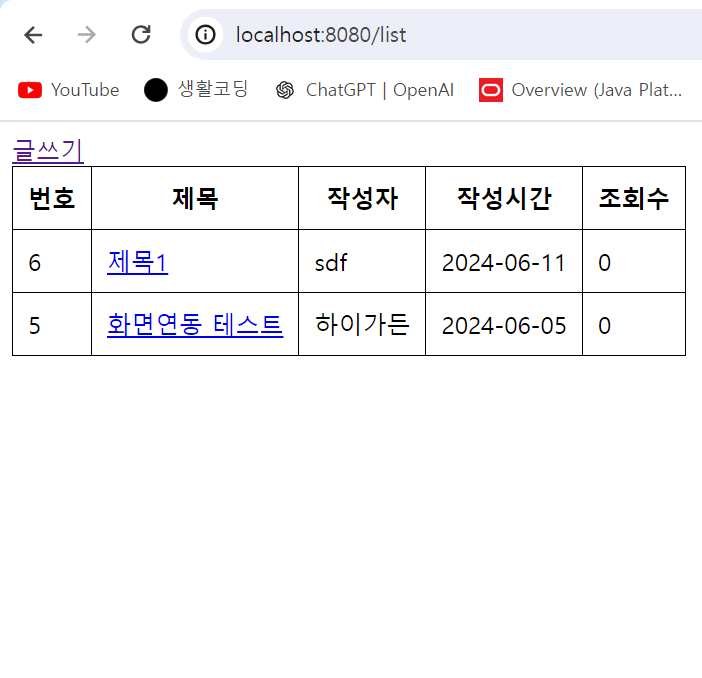 localhost:8080/list
YouTube 생활코딩 ChatGPT | OpenAI Overview (Java Plat...
글쓰기
번호 제목 작성자 작성시간 조회수
6 제목1 sdf 2024-06-11 0
5 화면연동 테스트 하이가든 2024-06-05 0